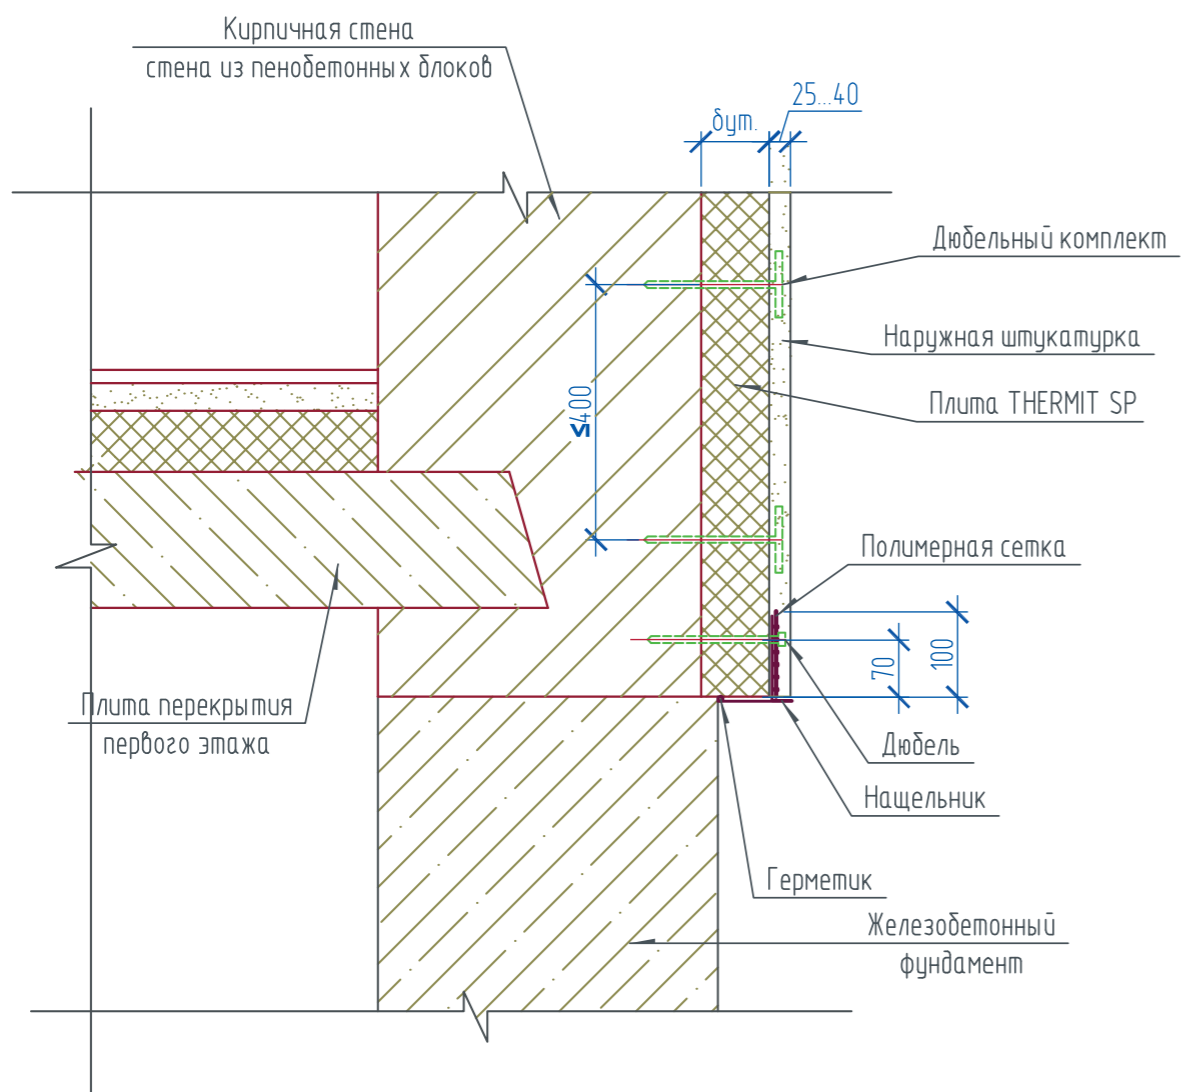 Кирпичная стена
стена из пенобетонных блоков
25...40
δут.
Дюбельный комплект
Наружная штукатурка
Плита THERMIT SP
≤400
Полимерная сетка
70
100
Плита перекрытия
первого этажа
Дюбель
Нащельник
Герметик
Железобетонный
фундамент